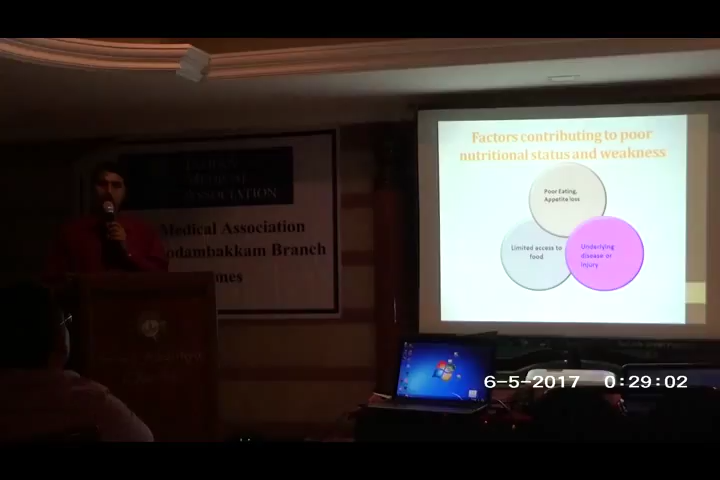 Factors contributing to poor
nutritional status and weakness
Poor Eating,
Appetite loss
Limited access to
food
Underlying
disease or
Injury
ASSOCIATION
Medical Association
odambakkam Branch
omes
6-5-2017 0:29:02